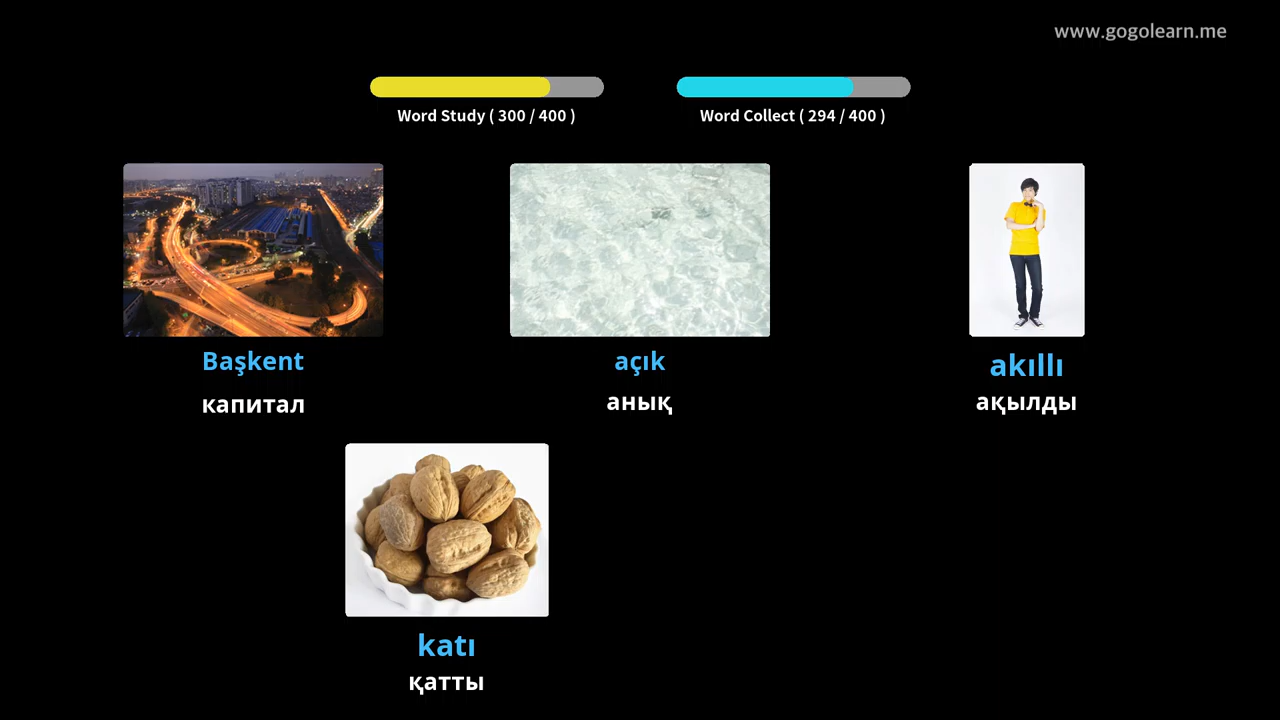 www.gogolearn.me
Word Study ( 300 / 400 )
Word Collect ( 294 / 400 )
Başkent
капитал
açık
анық
akıllı
ақылды
katı
қатты